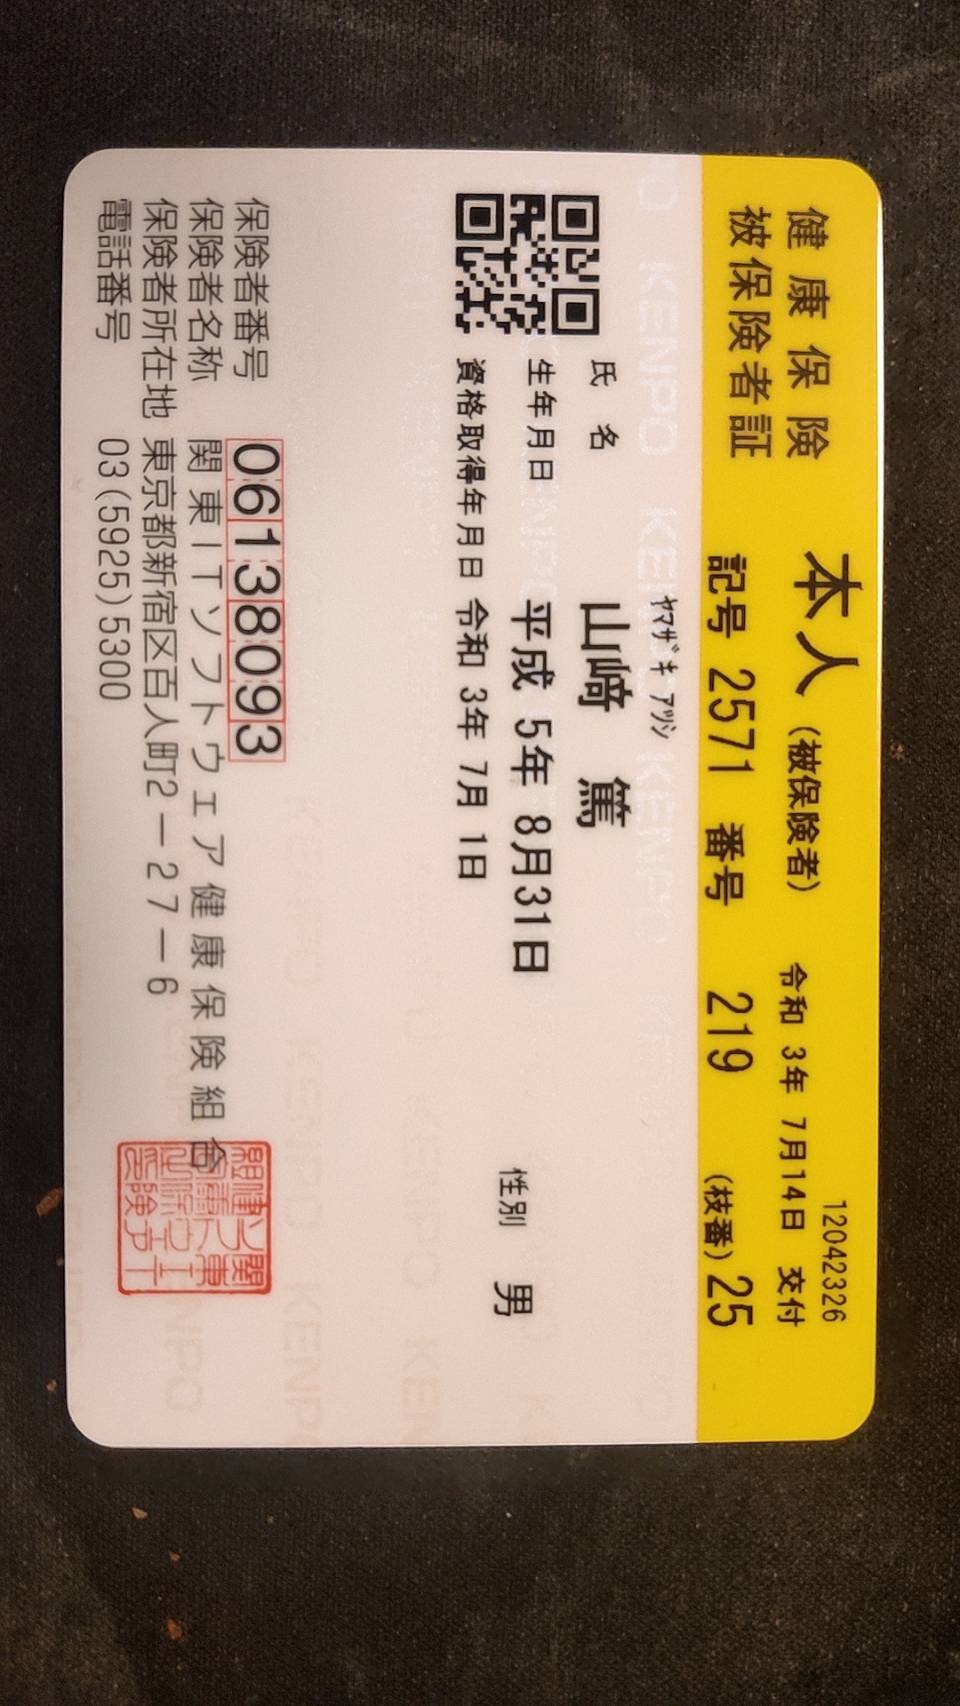 健康保険
被保険者証
本人(被保険者)
12042326
令和 3年 7月14日 交付
記号 2571 番号 219 (枝番) 25
ヤマザキ アツシ
氏名 山﨑 篤
生年月日 平成 5年 8月31日
性別 男
資格取得年月日 令和 3年 7月 1日
保険者番号 06138093
保険者名称 関東ITソフトウェア健康保険組合
保険者所在地 東京都新宿区百人町2-27-6
電話番号 03(5925)5300
KENPO KENPO KENPO KENPO